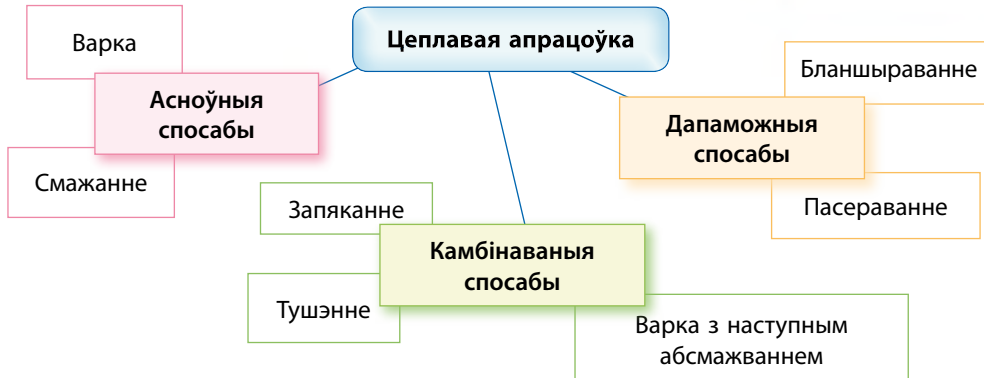 Цеплавая апрацоўка
Варка
Асноўныя
спосабы
Смажанне
Бланшыраванне
Дапаможныя
спосабы
Пасераванне
Запяканне
Камбінаваныя
спосабы
Тушэнне
Варка з наступным
абсмажваннем